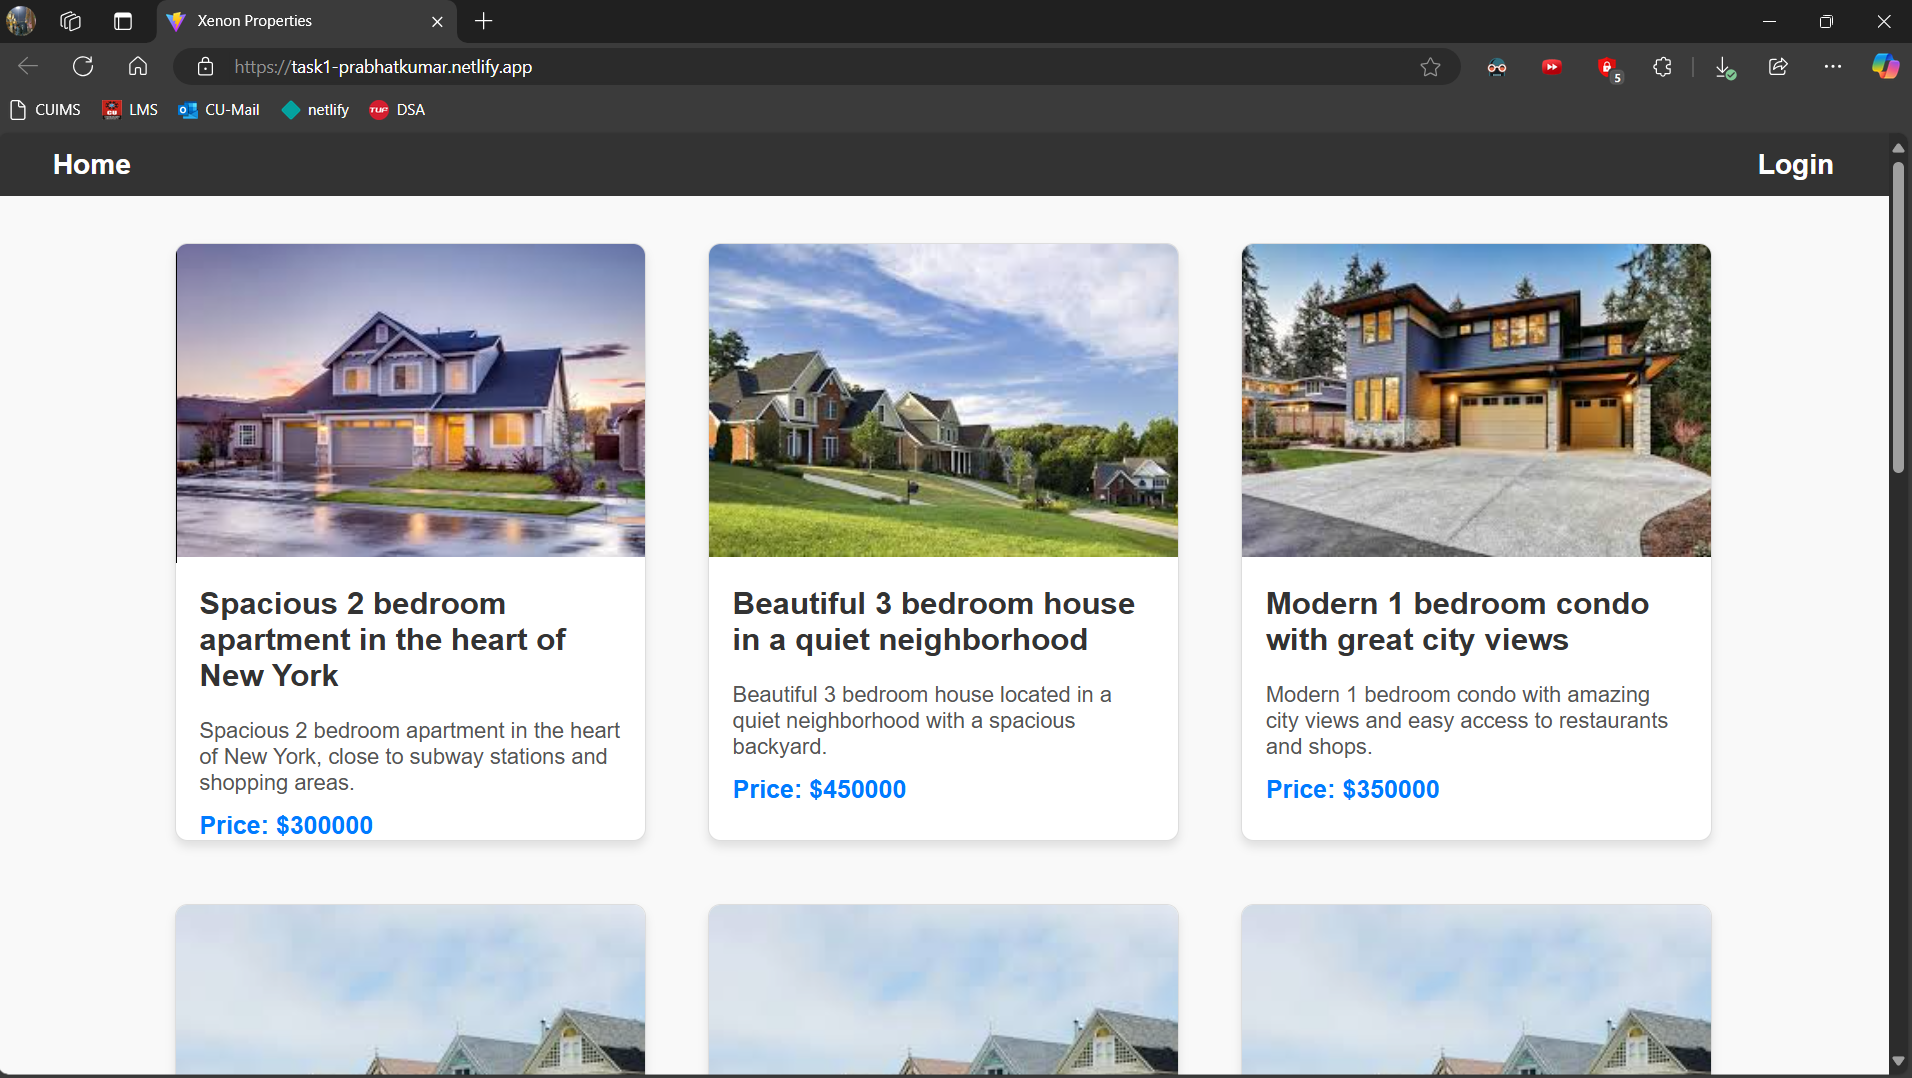 Xenon Properties
https://task1-prabhatkumar.netlify.app
5
CUIMS
LMS
CU-Mail
netlify
TUF DSA
Home
Login
Spacious 2 bedroom
apartment in the heart of
New York
Spacious 2 bedroom apartment in the heart
of New York, close to subway stations and
shopping areas.
Price: $300000
Beautiful 3 bedroom house
in a quiet neighborhood
Beautiful 3 bedroom house located in a
quiet neighborhood with a spacious
backyard.
Price: $450000
Modern 1 bedroom condo
with great city views
Modern 1 bedroom condo with amazing
city views and easy access to restaurants
and shops.
Price: $350000